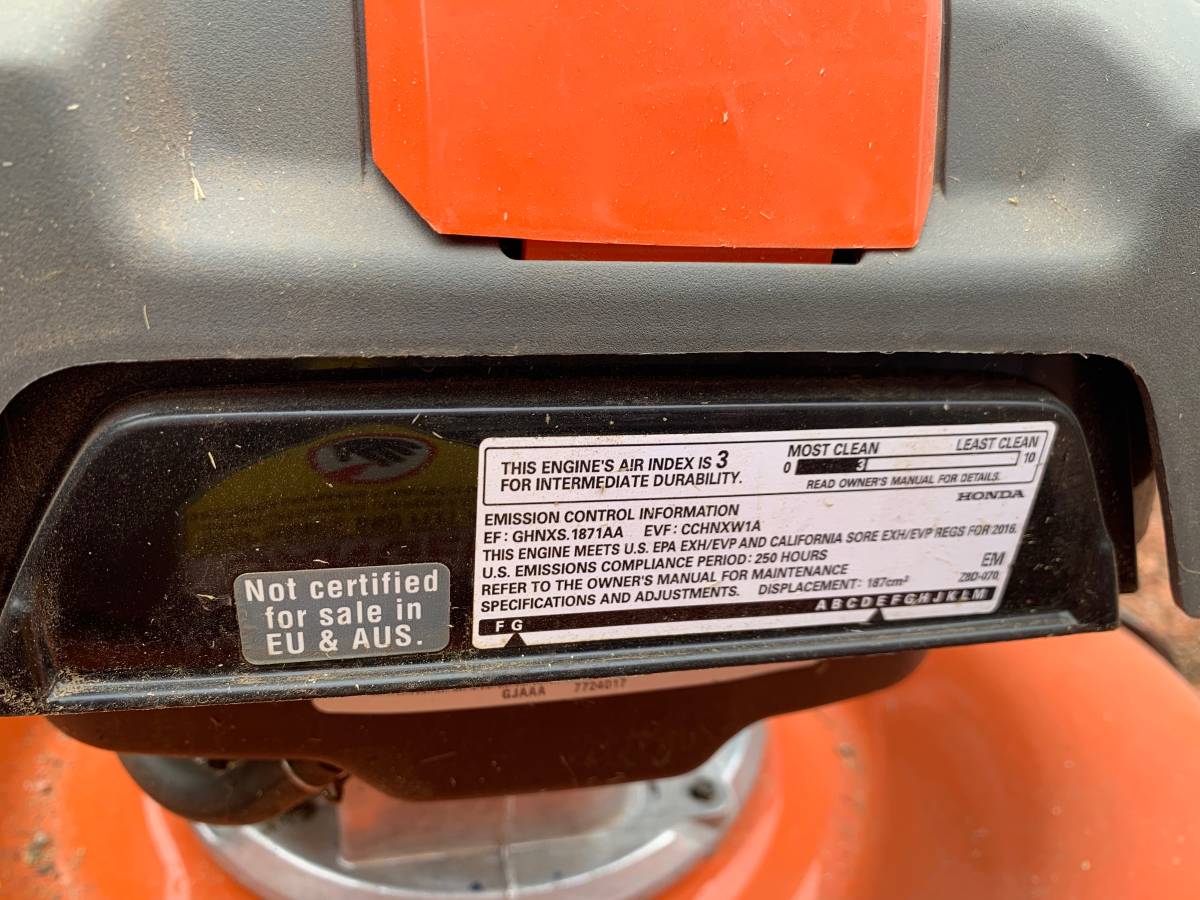 THIS ENGINE'S AIR INDEX IS 3
FOR INTERMEDIATE DURABILITY.
MOST CLEAN LEAST CLEAN
0 3 10
READ OWNER'S MANUAL FOR DETAILS.
HONDA
EMISSION CONTROL INFORMATION
EF: GHNXS.1871AA EVF: CCHNXW1A
THIS ENGINE MEETS U.S. EPA EXH/EVP AND CALIFORNIA SORE EXH/EVP REGS FOR 2016.
U.S. EMISSIONS COMPLIANCE PERIOD: 250 HOURS
REFER TO THE OWNER'S MANUAL FOR MAINTENANCE
SPECIFICATIONS AND ADJUSTMENTS. DISPLACEMENT: 187cm³
EM
Z8D-070
F G
A B C D E F G H J K L M
Not certified
for sale in
EU & AUS.
GJAAA 7724017